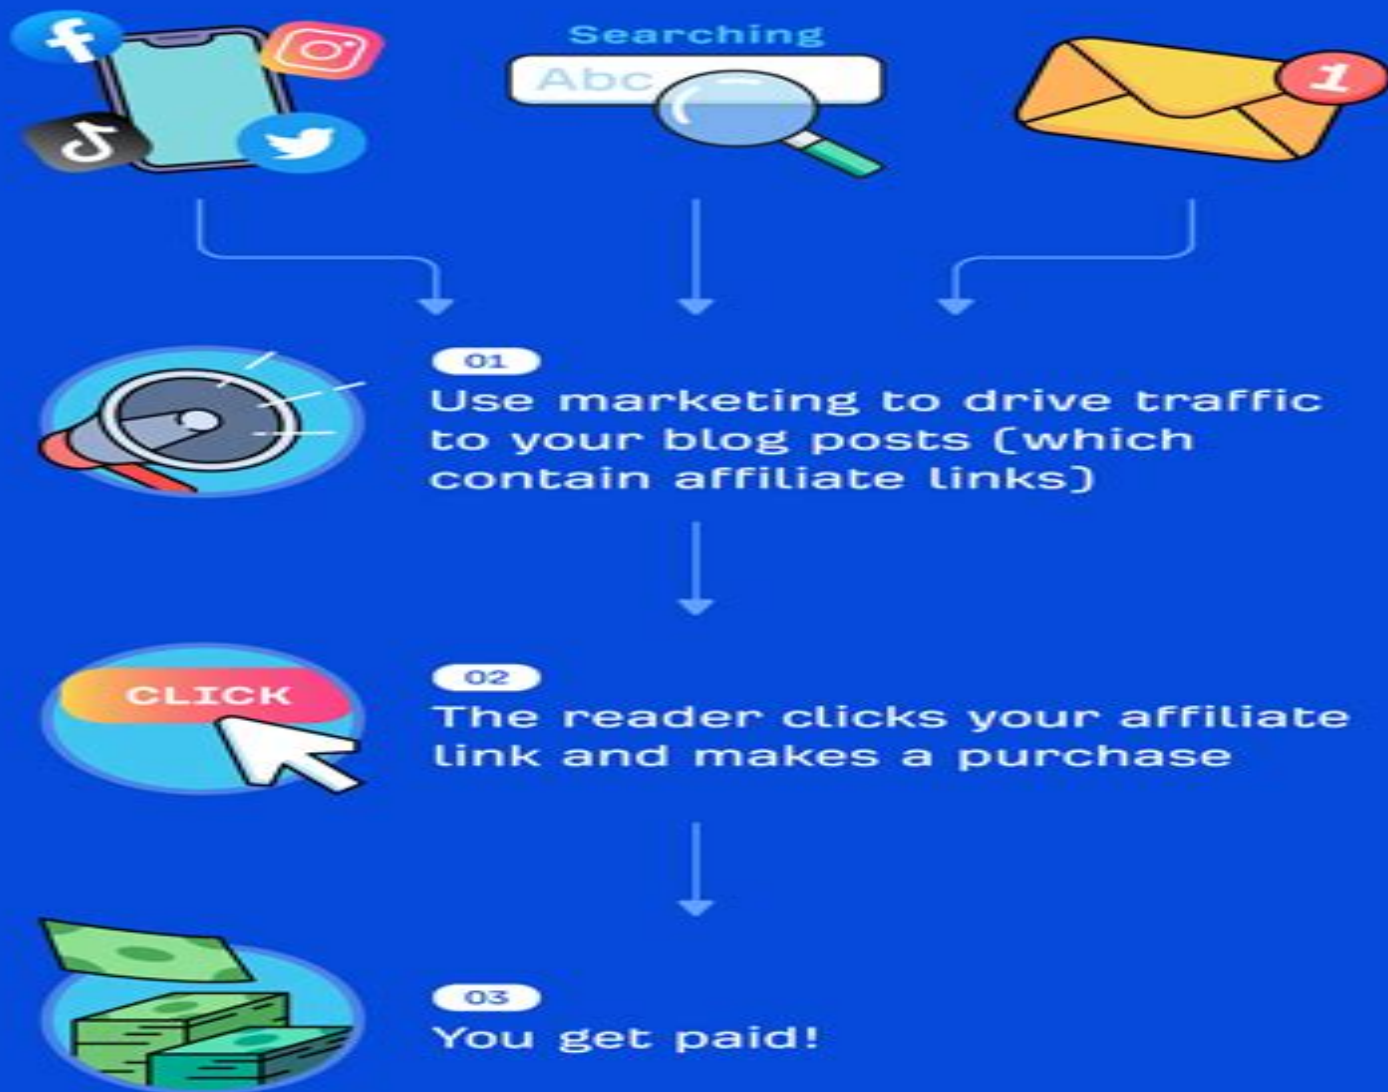 Searching
Abc
1
01
Use marketing to drive traffic
to your blog posts (which
contain affiliate links)
CLICK
02
The reader clicks your affiliate
link and makes a purchase
03
You get paid!